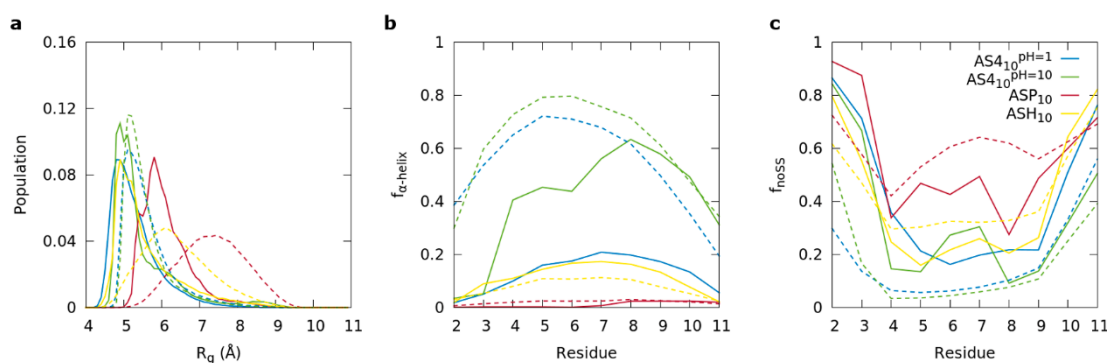 a
Population
0.16
0.12
0.08
0.04
0
4 5 6 7 8 9 10 11
Rg (Å)
b
fα-helix
1
0.8
0.6
0.4
0.2
0
2 3 4 5 6 7 8 9 10 11
Residue
c
fnoSS
1
0.8
0.6
0.4
0.2
0
AS4₁₀pH=1
AS4₁₀pH=10
ASP₁₀
ASH₁₀
2 3 4 5 6 7 8 9 10 11
Residue